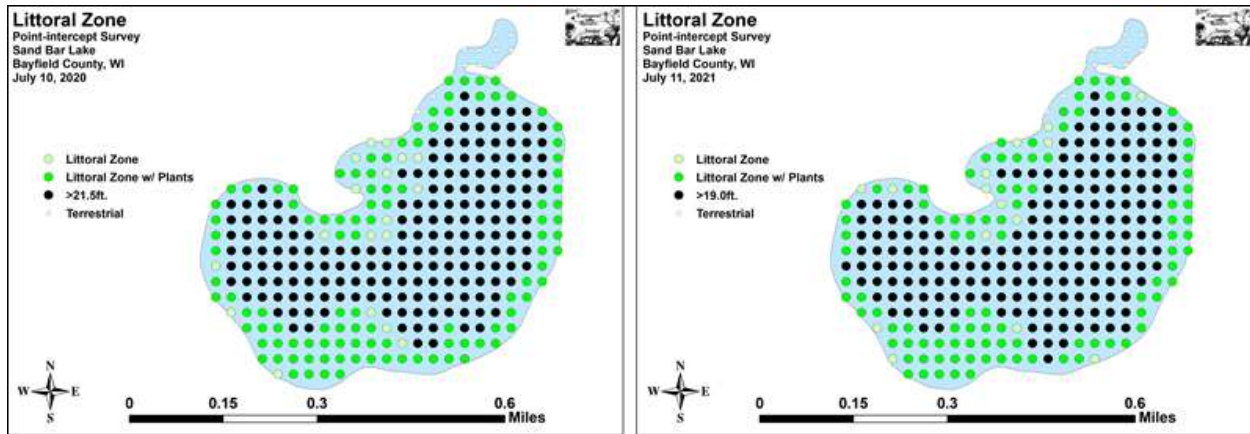 Littoral Zone
Point-intercept Survey
Sand Bar Lake
Bayfield County, WI
July 10, 2020
Littoral Zone
Littoral Zone w/ Plants
>21.5ft.
Terrestrial
N
W E
S
0 0.15 0.3 0.6
Miles
Littoral Zone
Point-intercept Survey
Sand Bar Lake
Bayfield County, WI
July 11, 2021
Littoral Zone
Littoral Zone w/ Plants
>19.0ft.
Terrestrial
N
W E
S
0 0.15 0.3 0.6
Miles